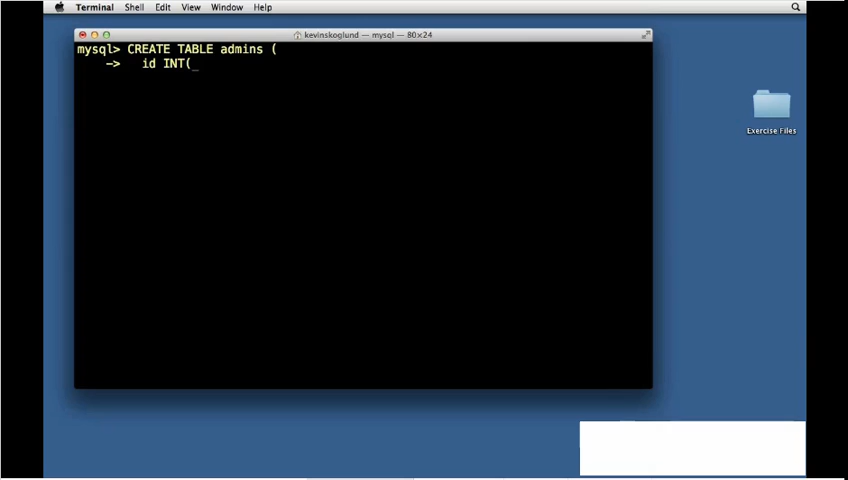 Terminal Shell Edit View Window Help
kevinskoglund — mysql — 80×24
mysql> CREATE TABLE admins (
-> id INT(_
Exercise Files